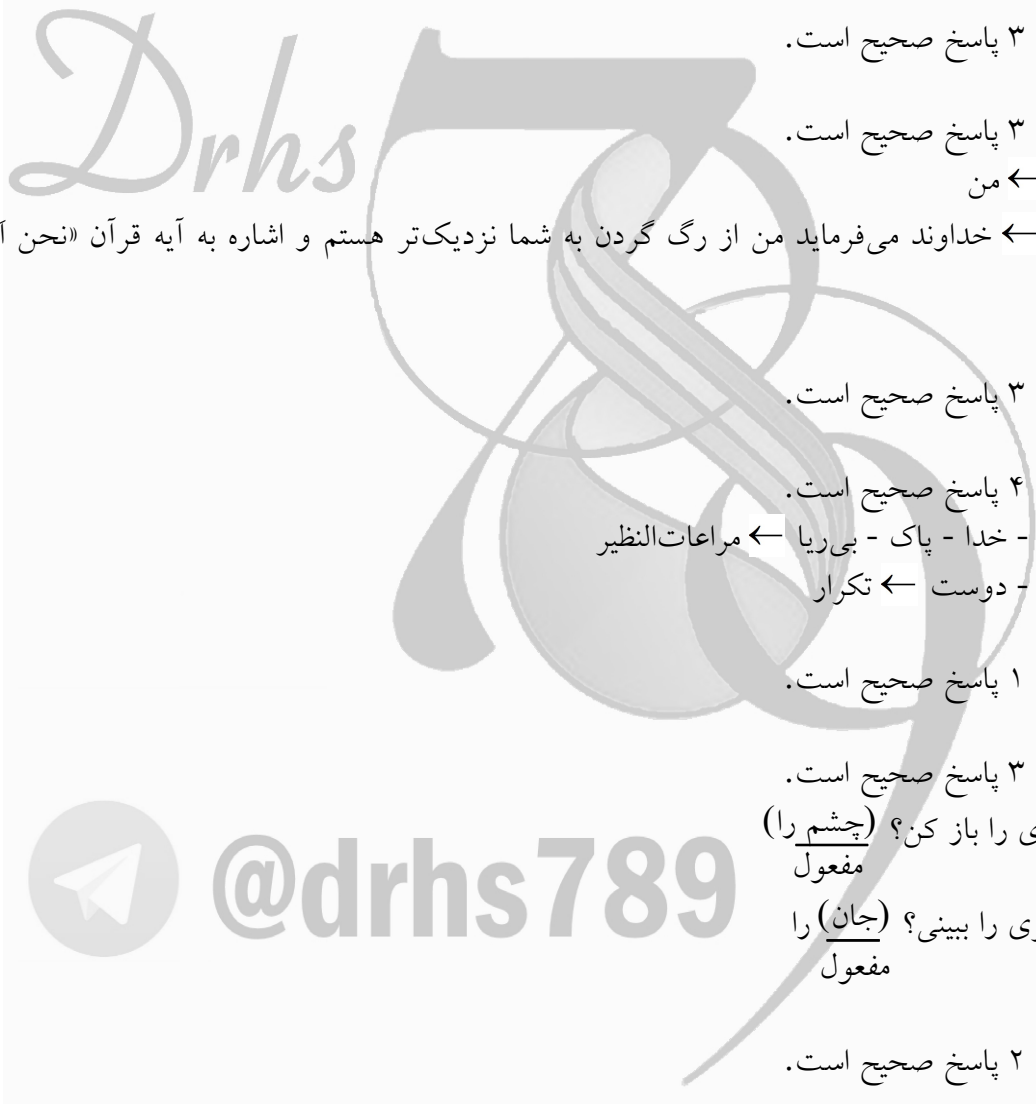 ۳ پاسخ صحیح است.
۳ پاسخ صحیح است.
← من
← خداوند می‌فرماید من از رگ گردن به شما نزدیک‌تر هستم و اشاره به آیه قرآن «نحن
۳ پاسخ صحیح است.
۴ پاسخ صحیح است.
- خدا - پاک - بی‌ریا ← مراعات‌النظیر
- دوست ← تکرار
۱ پاسخ صحیح است.
۳ پاسخ صحیح است.
ی را باز کن؟ (چشم را)
مفعول
ی را ببینی؟ (جان) را
مفعول
۲ پاسخ صحیح است.
Drhs
789
@drhs789